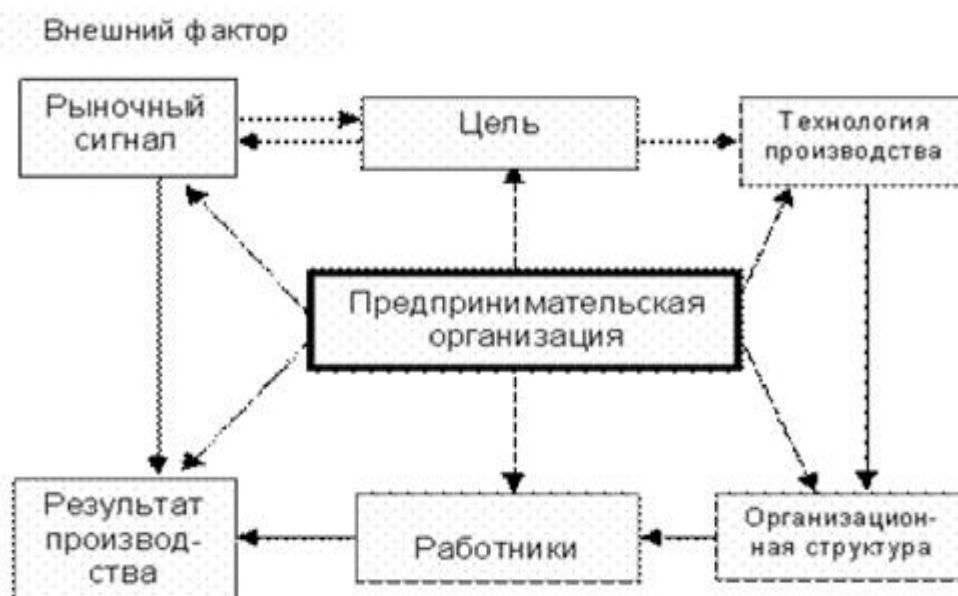 Внешний фактор
Рыночный
сигнал
Цель
Технология
производства
Предпринимательская
организация
Результат
производ-
ства
Работники
Организацион-
ная структура